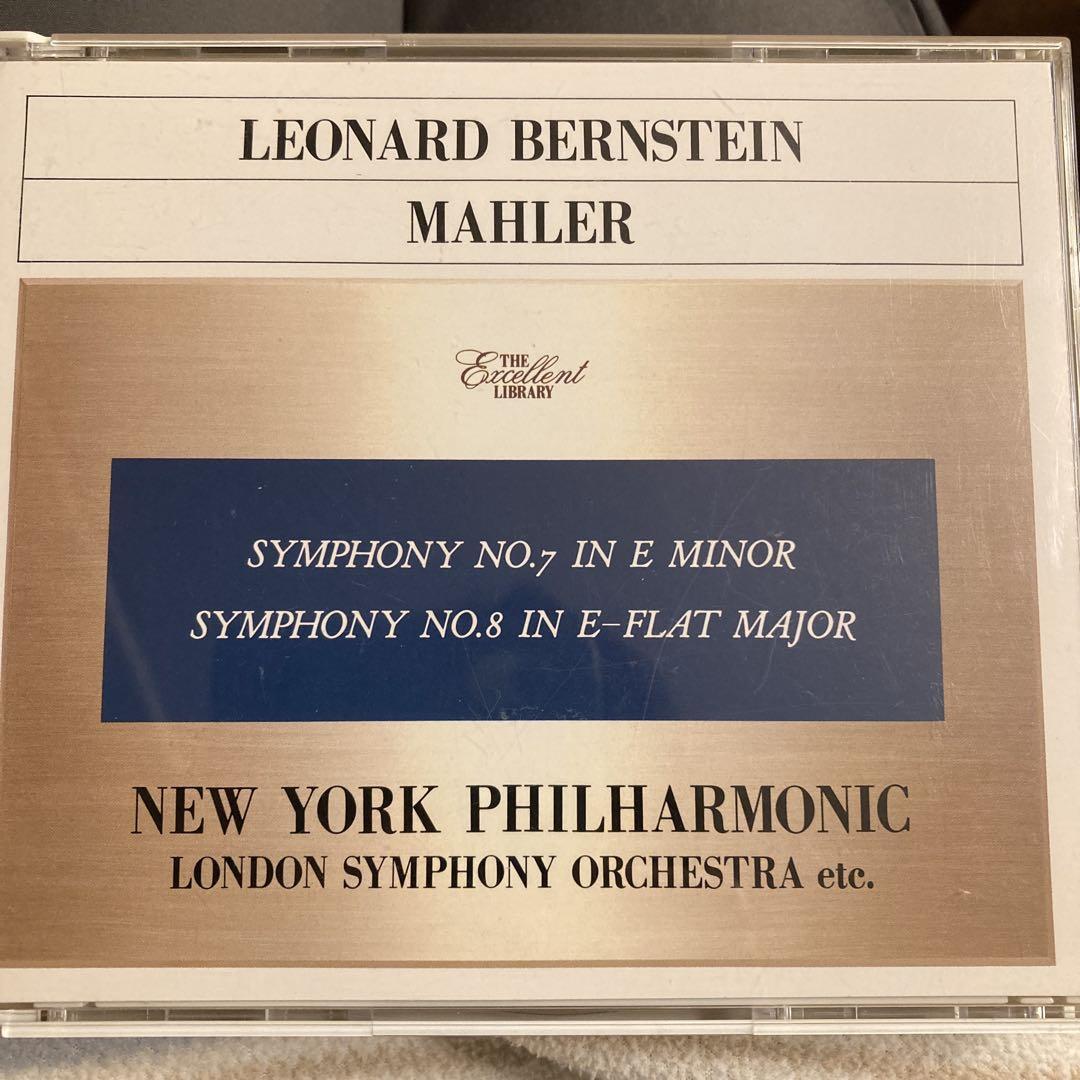 LEONARD BERNSTEIN
MAHLER
THE
Excellent
LIBRARY
SYMPHONY NO.7 IN E MINOR
SYMPHONY NO.8 IN E-FLAT MAJOR
NEW YORK PHILHARMONIC
LONDON SYMPHONY ORCHESTRA etc.